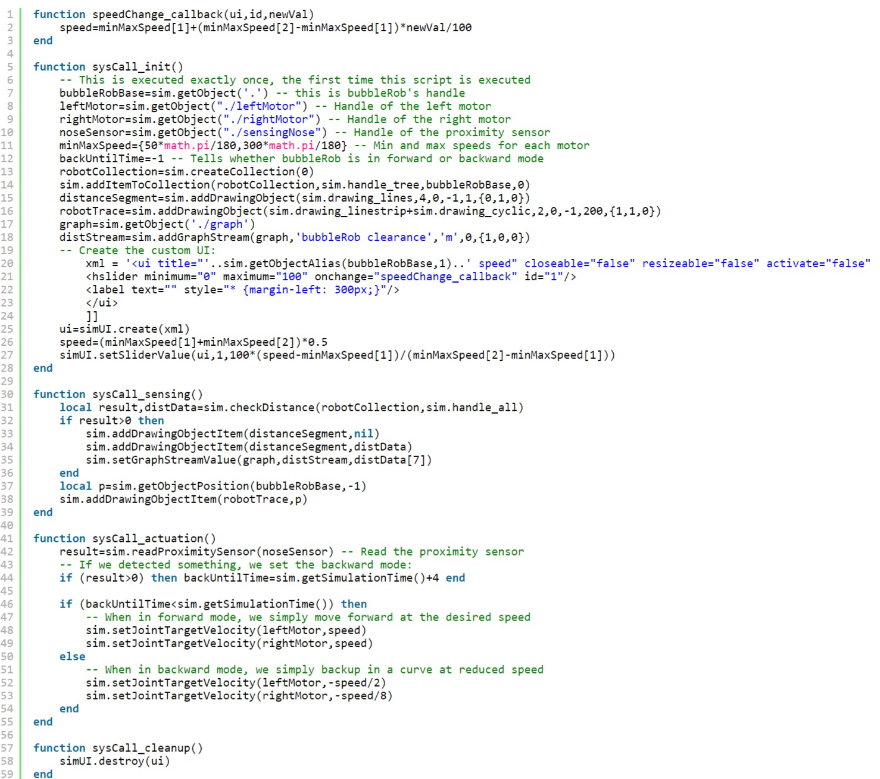 1 function speedChange_callback(ui,id,newVal)
2     speed=minMaxSpeed[1]+(minMaxSpeed[2]-minMaxSpeed[1])*newVal/100
3 end
4
5 function sysCall_init()
6     -- This is executed exactly once, the first time this script is executed
7     bubbleRobBase=sim.getObject('.') -- this is bubbleRob's handle
8     leftMotor=sim.getObject("./leftMotor") -- Handle of the left motor
9     rightMotor=sim.getObject("./rightMotor") -- Handle of the right motor
10     noseSensor=sim.getObject("./sensingNose") -- Handle of the proximity sensor
11     minMaxSpeed={50*math.pi/180,300*math.pi/180} -- Min and max speeds for each motor
12     backUntilTime=-1 -- Tells whether bubbleRob is in forward or backward mode
13     robotCollection=sim.createCollection(0)
14     sim.addItemToCollection(robotCollection,sim.handle_tree,bubbleRobBase,0)
15     distanceSegment=sim.addDrawingObject(sim.drawing_lines,4,0,-1,1,{0,1,0})
16     robotTrace=sim.addDrawingObject(sim.drawing_linestrip+sim.drawing_cyclic,2,0,-1,200,{1,1,0})
17     graph=sim.getObject('./graph')
18     distStream=sim.addGraphStream(graph,'bubbleRob clearance','m',0,{1,0,0})
19     -- Create the custom UI:
20         xml = '<ui title="'..sim.getObjectAlias(bubbleRobBase,1)..' speed" closeable="false" resizeable="false" activate="false"
21         <hslider minimum="0" maximum="100" onchange="speedChange_callback" id="1"/>
22         <label text="" style="* {margin-left: 300px;}"/>
23         </ui>
24         ]]
25     ui=simUI.create(xml)
26     speed=(minMaxSpeed[1]+minMaxSpeed[2])*0.5
27     simUI.setSliderValue(ui,1,100*(speed-minMaxSpeed[1])/(minMaxSpeed[2]-minMaxSpeed[1]))
28 end
29
30 function sysCall_sensing()
31     local result,distData=sim.checkDistance(robotCollection,sim.handle_all)
32     if result>0 then
33         sim.addDrawingObjectItem(distanceSegment,nil)
34         sim.addDrawingObjectItem(distanceSegment,distData)
35         sim.setGraphStreamValue(graph,distStream,distData[7])
36     end
37     local p=sim.getObjectPosition(bubbleRobBase,-1)
38     sim.addDrawingObjectItem(robotTrace,p)
39 end
40
41 function sysCall_actuation()
42     result=sim.readProximitySensor(noseSensor) -- Read the proximity sensor
43     -- If we detected something, we set the backward mode:
44     if (result>0) then backUntilTime=sim.getSimulationTime()+4 end
45
46     if (backUntilTime<sim.getSimulationTime()) then
47         -- When in forward mode, we simply move forward at the desired speed
48         sim.setJointTargetVelocity(leftMotor,speed)
49         sim.setJointTargetVelocity(rightMotor,speed)
50     else
51         -- When in backward mode, we simply backup in a curve at reduced speed
52         sim.setJointTargetVelocity(leftMotor,-speed/2)
53         sim.setJointTargetVelocity(rightMotor,-speed/8)
54     end
55 end
56
57 function sysCall_cleanup()
58     simUI.destroy(ui)
59 end